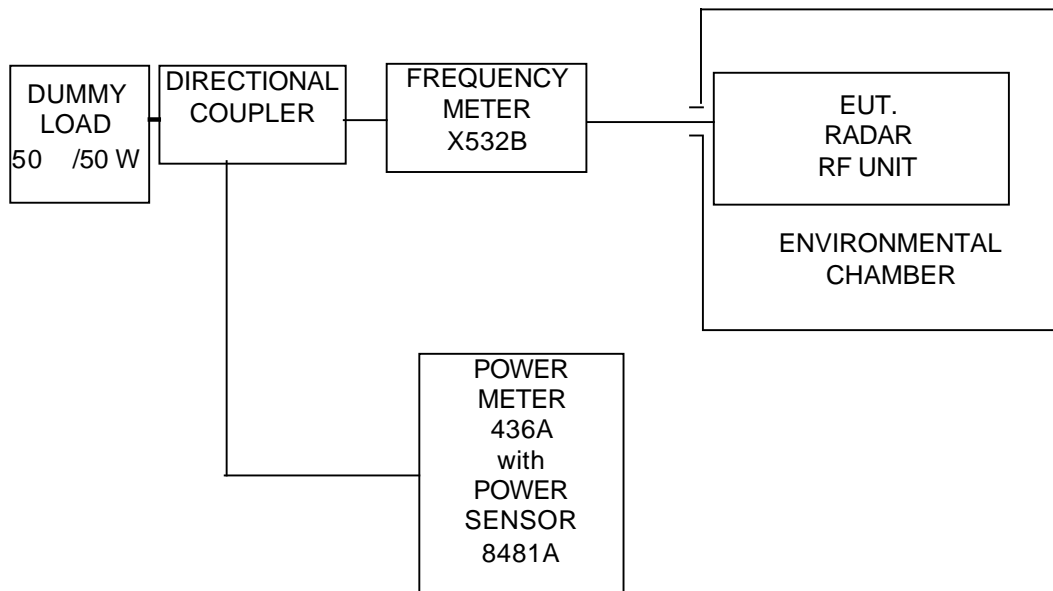 DUMMY
LOAD
50 /50 W
DIRECTIONAL
COUPLER
FREQUENCY
METER
X532B
EUT.
RADAR
RF UNIT
ENVIRONMENTAL
CHAMBER
POWER
METER
436A
with
POWER
SENSOR
8481A